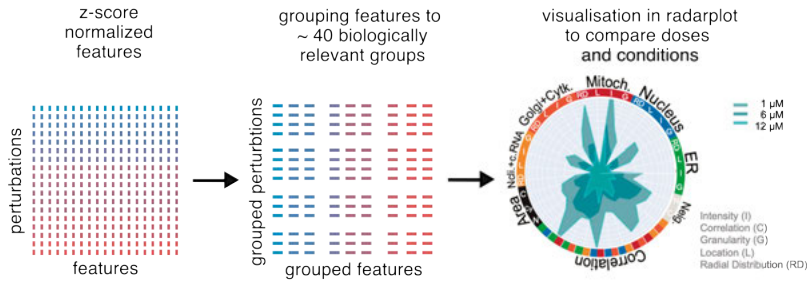 z-score
normalized
features
perturbations
features
grouping features to
~ 40 biologically
relevant groups
grouped perturbtions
grouped features
visualisation in radarplot
to compare doses
and conditions
Mitoch.
Nucleus
ER
Neig.
Correlation
Area
Ndl.+c.RNA
Golgi+Cytk.
1 µM
6 µM
12 µM
Intensity (I)
Correlation (C)
Granularity (G)
Location (L)
Radial Distribution (RD)